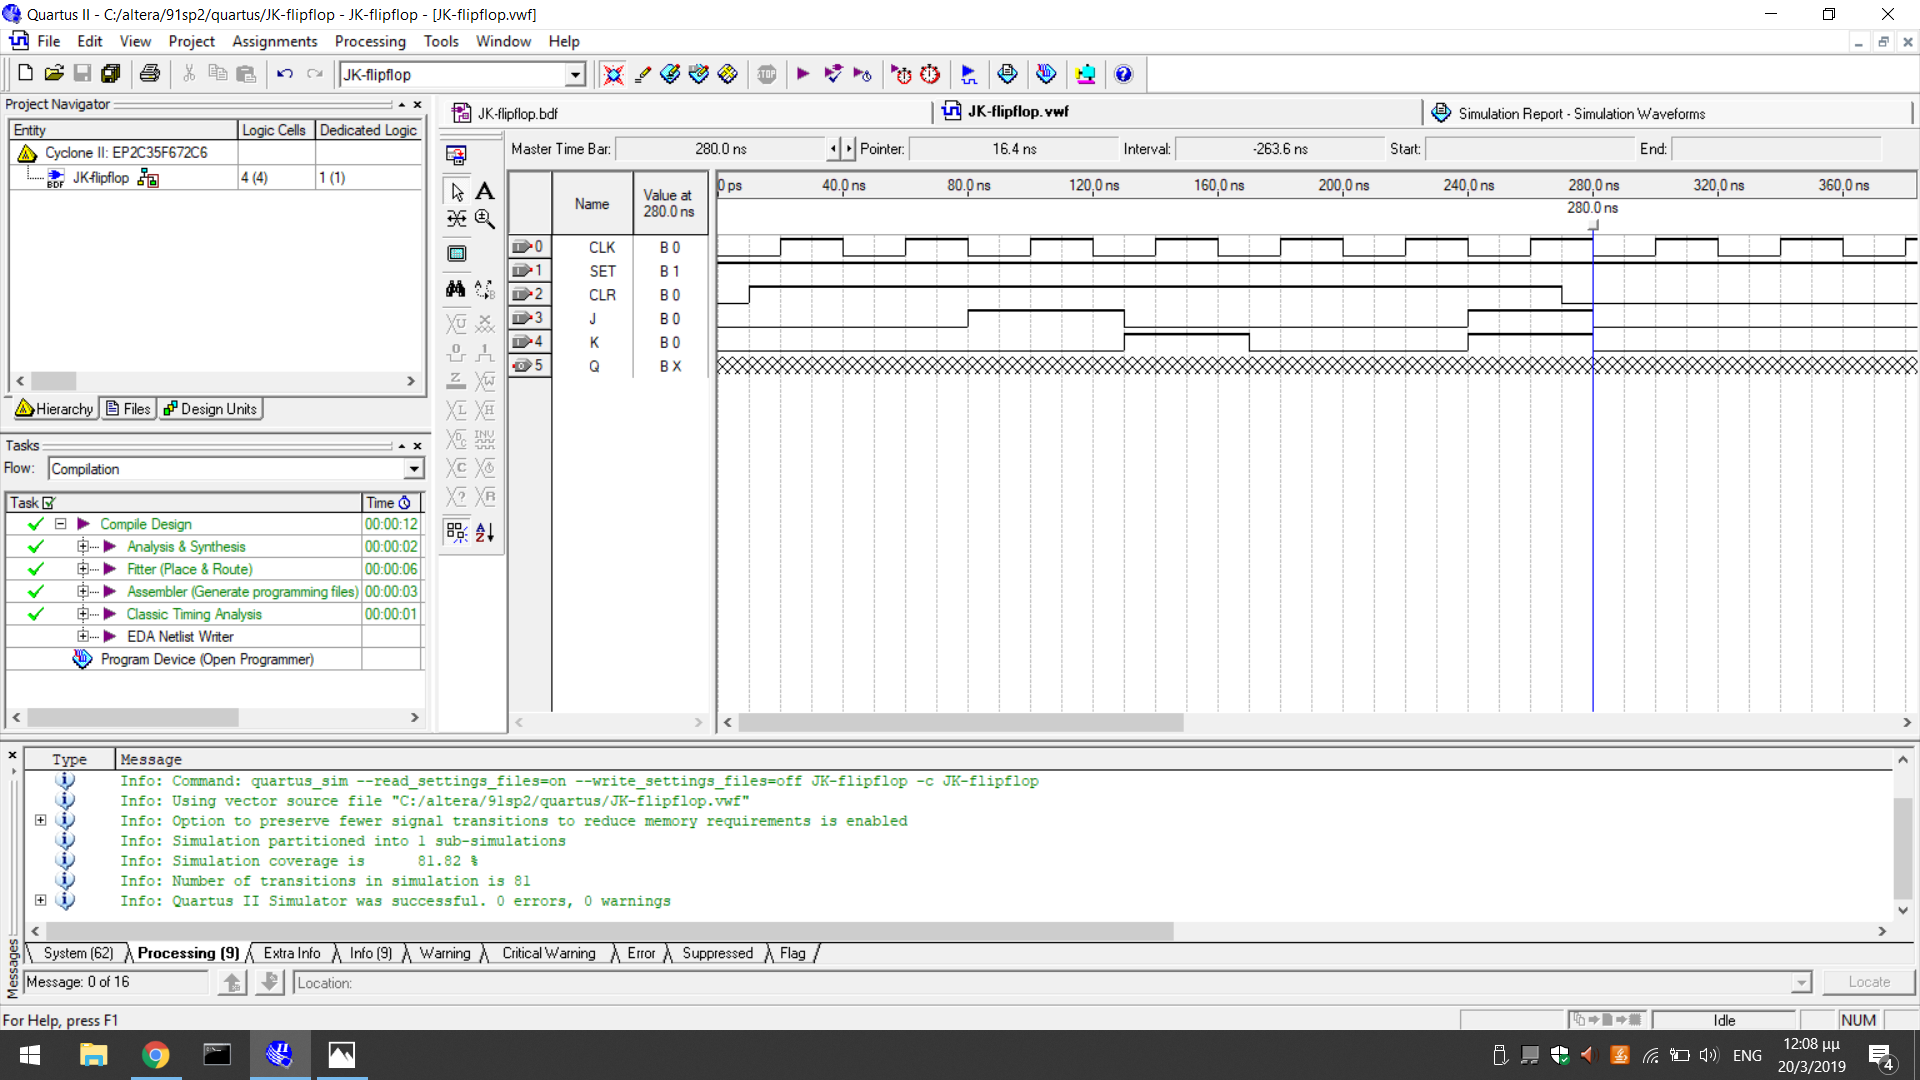 Quartus II - C:/altera/91sp2/quartus/JK-flipflop - JK-flipflop - [JK-flipflop.vwf]
File Edit View Project Assignments Processing Tools Window Help
JK-flipflop
STOP
Project Navigator
Entity Logic Cells Dedicated Logic
Cyclone II: EP2C35F672C6
JK-flipflop 4 (4) 1 (1)
Hierarchy Files Design Units
Tasks
Flow: Compilation
Task Time
Compile Design 00:00:12
Analysis & Synthesis 00:00:02
Fitter (Place & Route) 00:00:06
Assembler (Generate programming files) 00:00:03
Classic Timing Analysis 00:00:01
EDA Netlist Writer
Program Device (Open Programmer)
JK-flipflop.bdf JK-flipflop.vwf Simulation Report - Simulation Waveforms
Master Time Bar: 280.0 ns Pointer: 16.4 ns Interval: -263.6 ns Start: End:
Name Value at 280.0 ns
0 ps 40.0 ns 80.0 ns 120.0 ns 160.0 ns 200.0 ns 240.0 ns 280.0 ns 320.0 ns 360.0 ns
280.0 ns
0 CLK B 0
1 SET B 1
2 CLR B 0
3 J B 0
4 K B 0
5 Q B X
Type Message
Info: Command: quartus_sim --read_settings_files=on --write_settings_files=off JK-flipflop -c JK-flipflop
Info: Using vector source file "C:/altera/91sp2/quartus/JK-flipflop.vwf"
Info: Option to preserve fewer signal transitions to reduce memory requirements is enabled
Info: Simulation partitioned into 1 sub-simulations
Info: Simulation coverage is 81.82 %
Info: Number of transitions in simulation is 81
Info: Quartus II Simulator was successful. 0 errors, 0 warnings
System (62) Processing (9) Extra Info Info (9) Warning Critical Warning Error Suppressed Flag
Messages
Message: 0 of 16 Location: Locate
For Help, press F1 Idle NUM
ENG 12:08 μμ
20/3/2019
4